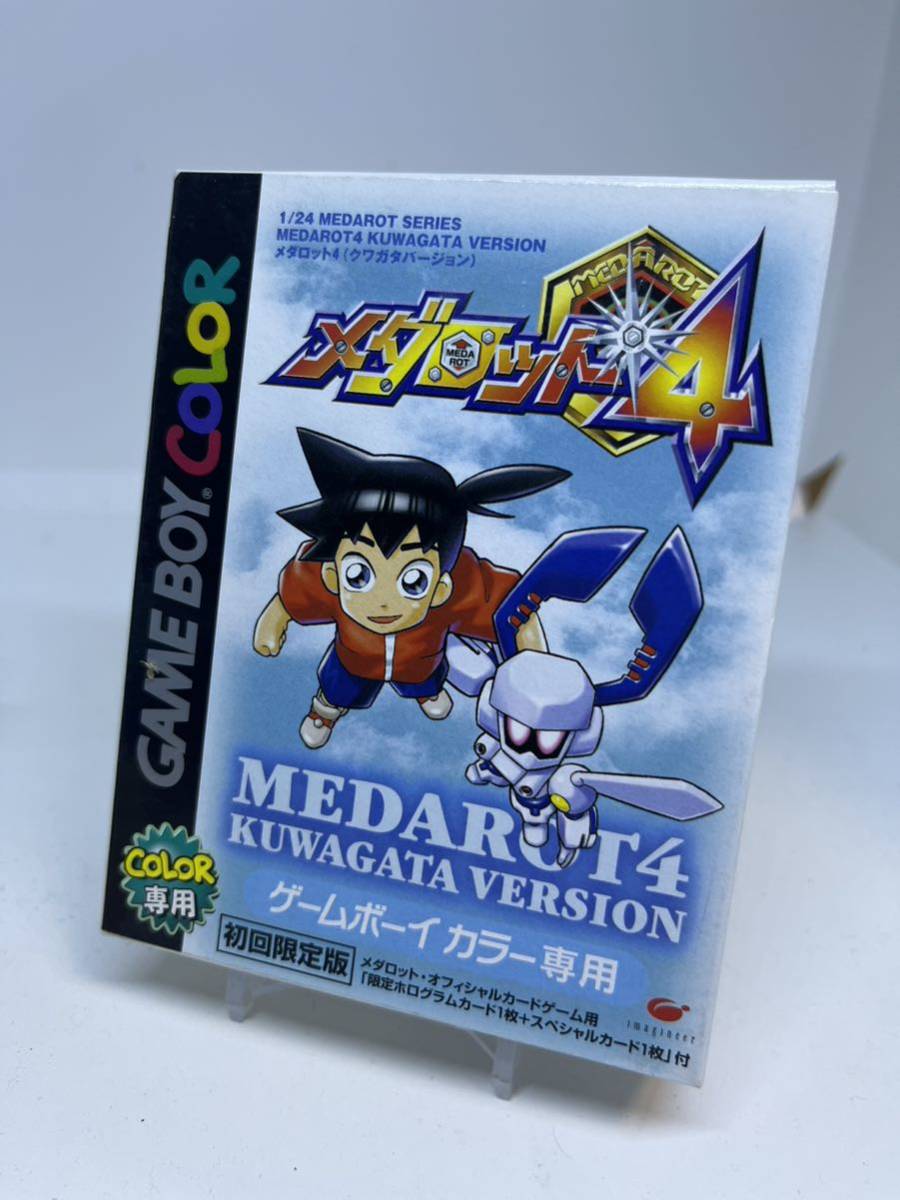 1/24 MEDAROT SERIES
MEDAROT4 KUWAGATA VERSION
メダロット4(クワガタバージョン)
MEDAROT
メダロット4
MEDA
ROT
GAME BOY® COLOR
MEDAROT4
KUWAGATA VERSION
COLOR
専用
ゲームボーイ カラー専用
初回限定版
メダロット・オフィシャルカードゲーム用
「限定ホログラムカード1枚+スペシャルカード1枚」付
imagineer